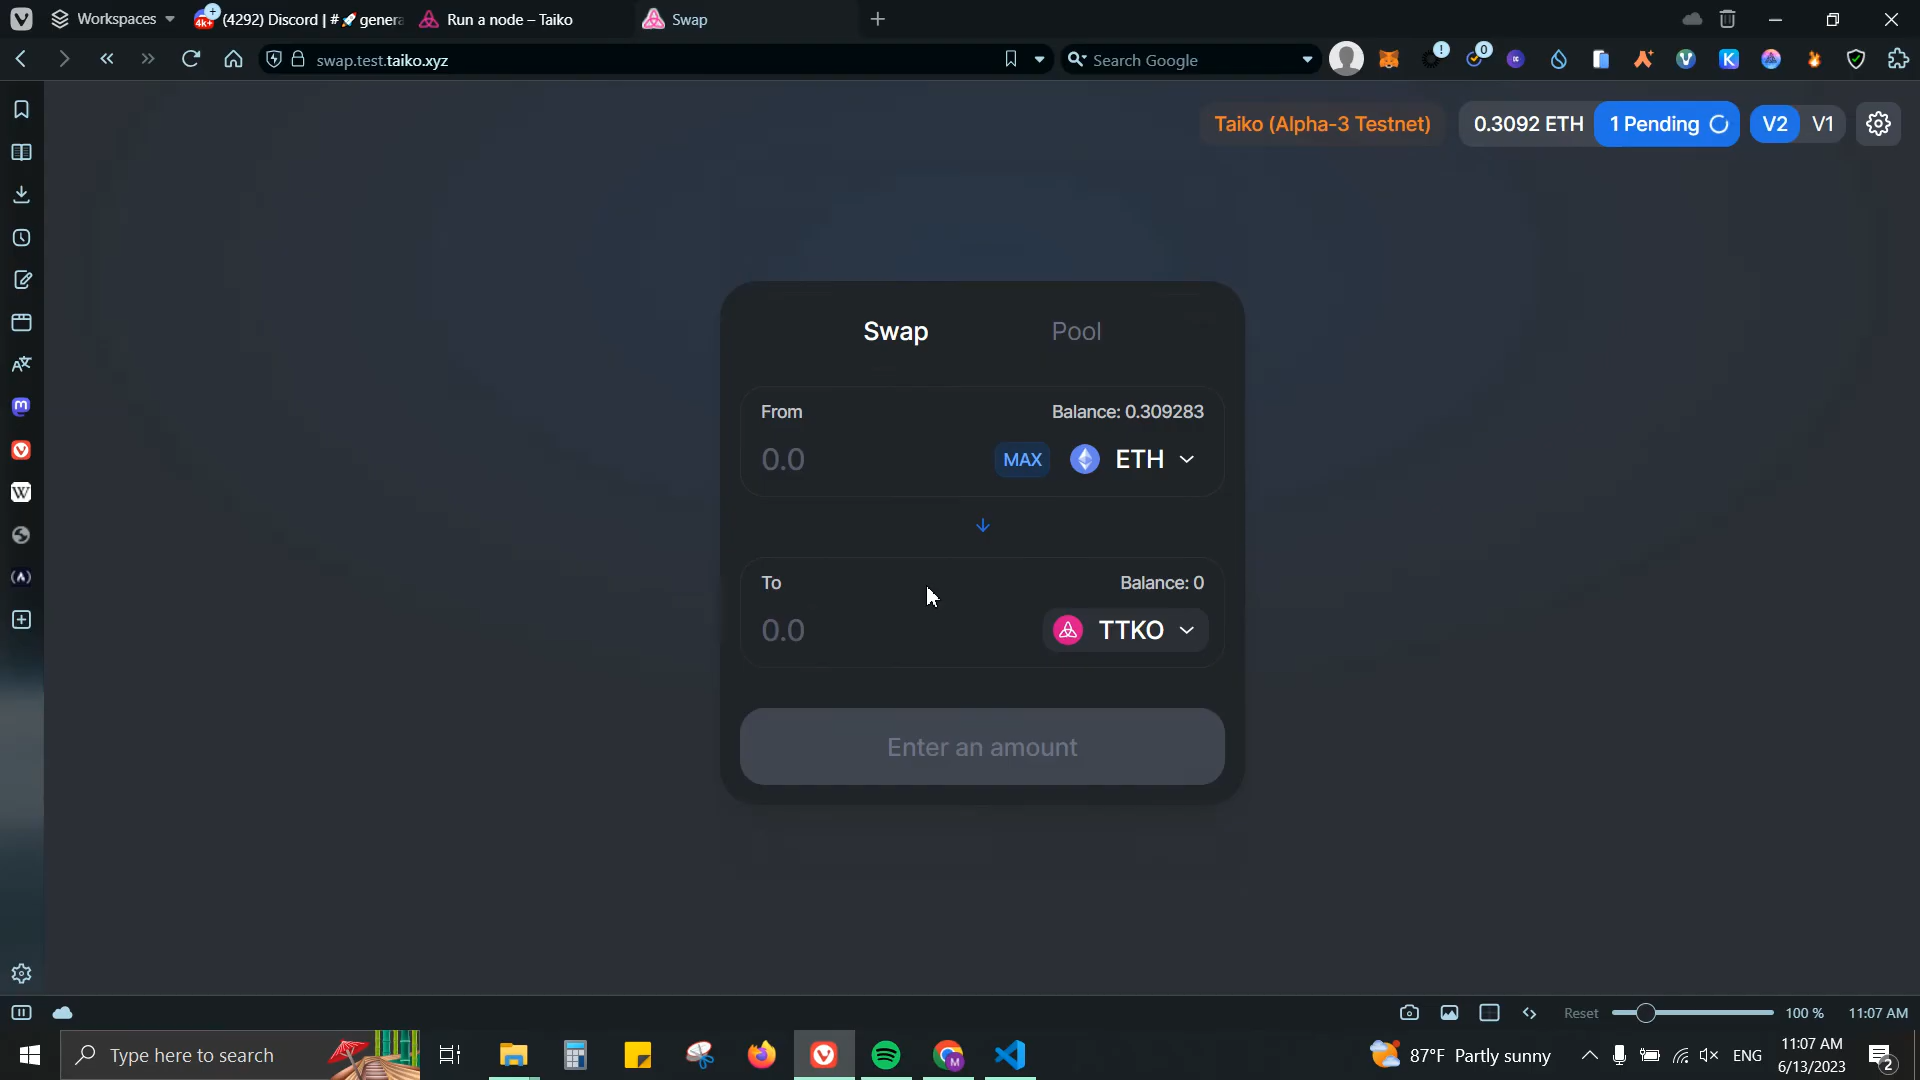 Workspaces
4K+
(4292) Discord | #🚀 genera
Run a node – Taiko
Swap
swap.test.taiko.xyz
Search Google
!
0
K
Taiko (Alpha-3 Testnet)
0.3092 ETH
1 Pending
V2
V1
Swap
Pool
From
Balance: 0.309283
0.0
MAX
ETH
To
Balance: 0
0.0
TTKO
Enter an amount
W
Reset
100 %
11:07 AM
Type here to search
M
87°F Partly sunny
ENG
11:07 AM
6/13/2023
2